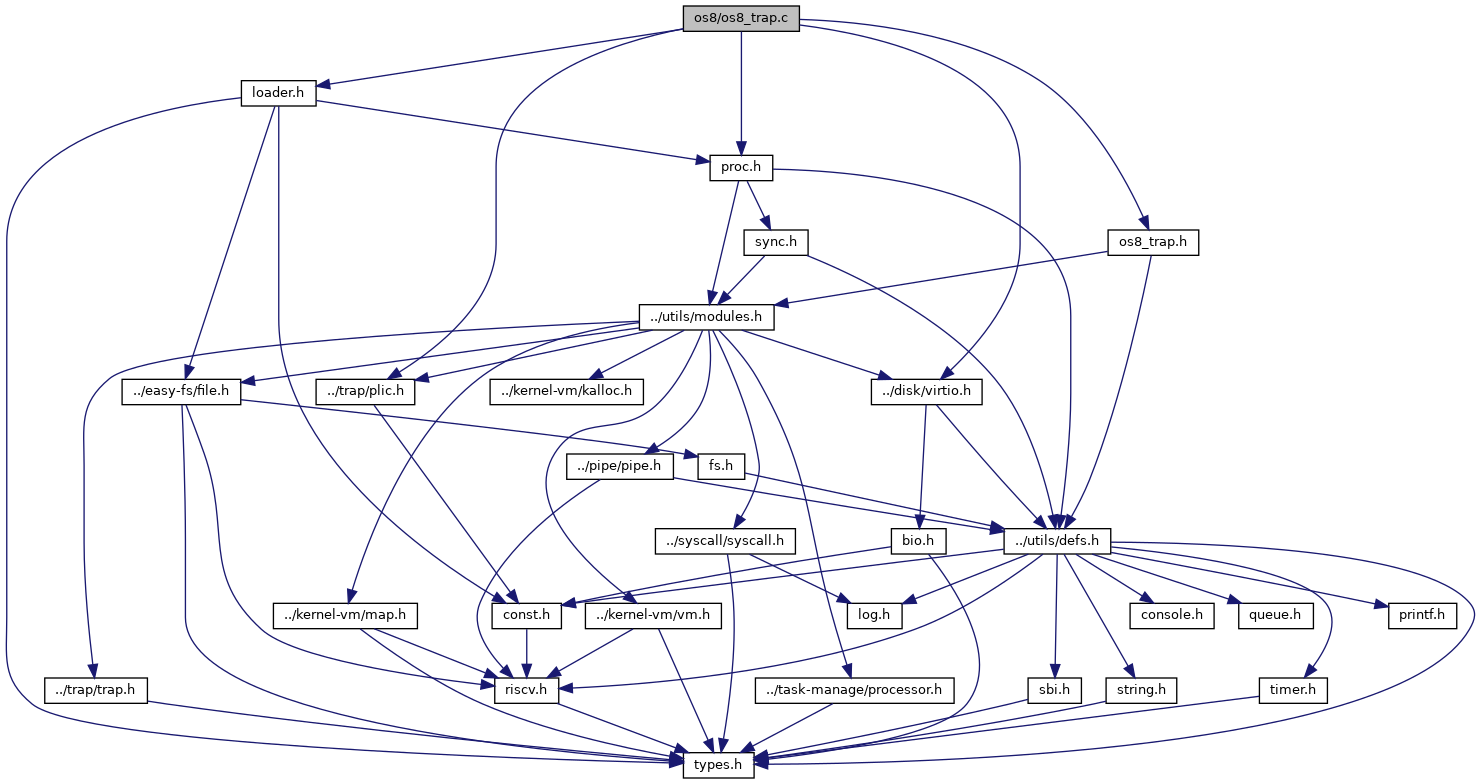 os8/os8_trap.c
loader.h
proc.h
sync.h
os8_trap.h
../utils/modules.h
../easy-fs/file.h
../trap/plic.h
../kernel-vm/kalloc.h
../disk/virtio.h
../pipe/pipe.h
fs.h
../syscall/syscall.h
bio.h
../utils/defs.h
../kernel-vm/map.h
const.h
../kernel-vm/vm.h
log.h
console.h
queue.h
printf.h
../trap/trap.h
riscv.h
../task-manage/processor.h
sbi.h
string.h
timer.h
types.h